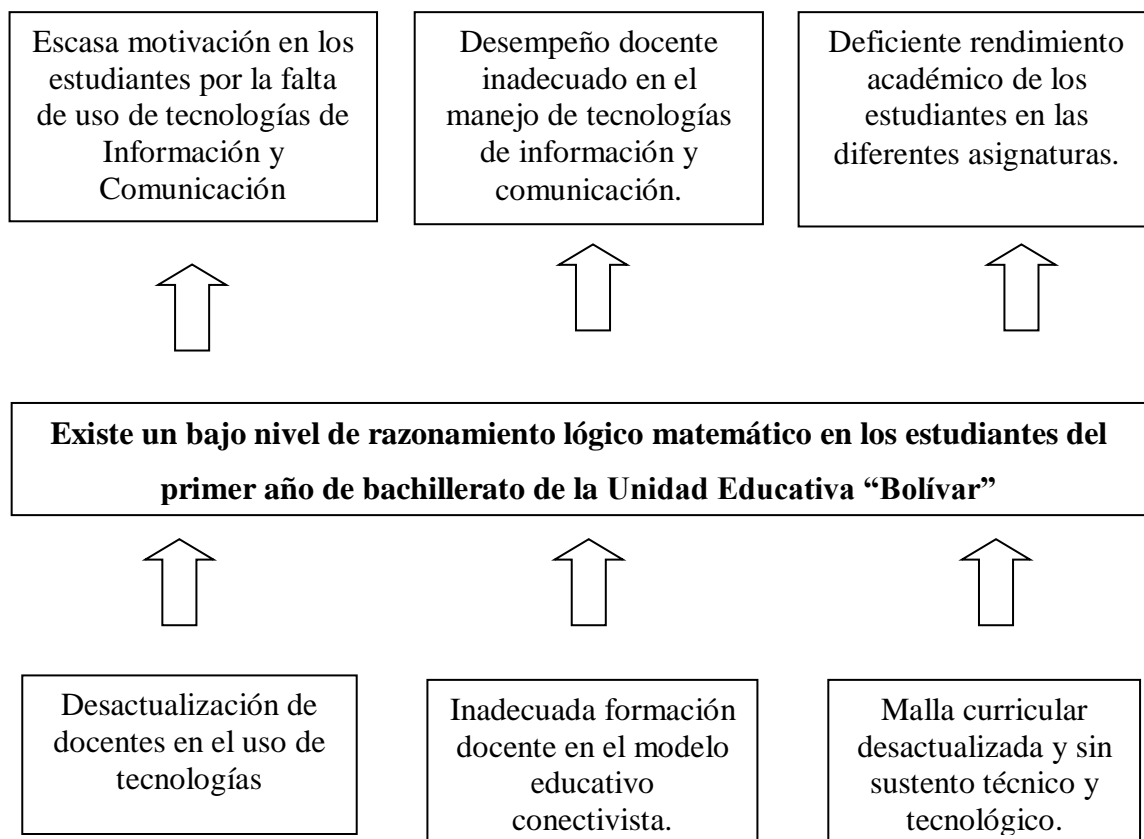 Escasa motivación en los
estudiantes por la falta
de uso de tecnologías de
Información y
Comunicación
Desempeño docente
inadecuado en el
manejo de tecnologías
de información y
comunicación.
Deficiente rendimiento
académico de los
estudiantes en las
diferentes asignaturas.
Existe un bajo nivel de razonamiento lógico matemático en los estudiantes del
primer año de bachillerato de la Unidad Educativa “Bolívar”
Desactualización de
docentes en el uso de
tecnologías
Inadecuada formación
docente en el modelo
educativo
conectivista.
Malla curricular
desactualizada y sin
sustento técnico y
tecnológico.